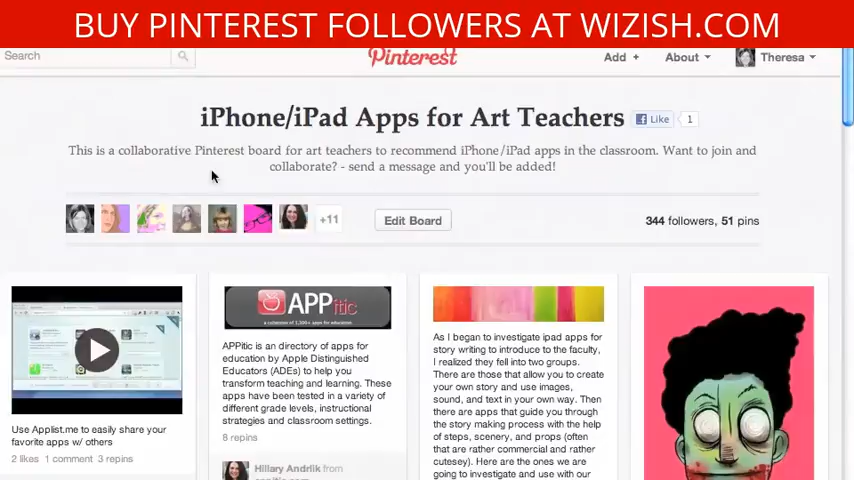 BUY PINTEREST FOLLOWERS AT WIZISH.COM
Search
Pinterest
Add +
About
Theresa
iPhone/iPad Apps for Art Teachers
Like
1
This is a collaborative Pinterest board for art teachers to recommend iPhone/iPad apps in the classroom. Want to join and
collaborate? - send a message and you'll be added!
+11
Edit Board
344 followers, 51 pins
Use Applist.me to easily share your
favorite apps w/ others
2 likes 1 comment 3 repins
APPitic
a collection of 1,300+ apps for education
APPitic is an directory of apps for
education by Apple Distinguished
Educators (ADEs) to help you
transform teaching and learning. These
apps have been tested in a variety of
different grade levels, instructional
strategies and classroom settings.
8 repins
Hillary Andrlik from
As I began to investigate ipad apps for
story writing to introduce to the faculty,
I realized they fell into two groups.
There are those that allow you to create
your own story and use images,
sound, and text in your own way. Then
there are apps that guide you through
the story making process with the help
of steps, scenery, and props (often
that are rather commercial and rather
cutesey). Here are the ones we are
going to investigate and use with our